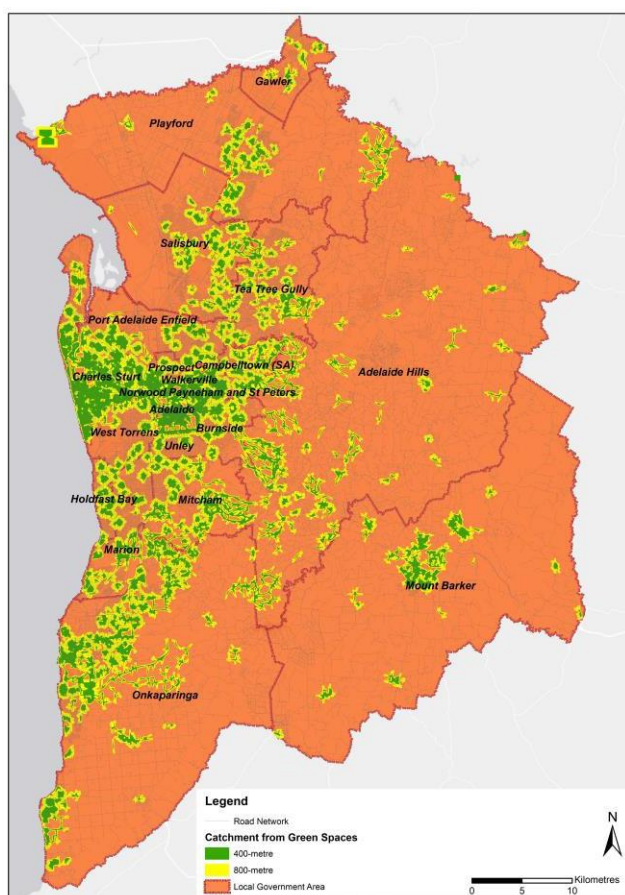 Gawler
Playford
Salisbury
Tea Tree Gully
Port Adelaide Enfield
Prospect
Campbelltown (SA)
Charles Sturt
Walkerville
Adelaide Hills
Norwood Payneham and St Peters
Adelaide
West Torrens
Burnside
Unley
Holdfast Bay
Mitcham
Marion
Mount Barker
Onkaparinga
Legend
Road Network
Catchment from Green Spaces
400-metre
800-metre
Local Government Area
N
Kilometres
0 5 10